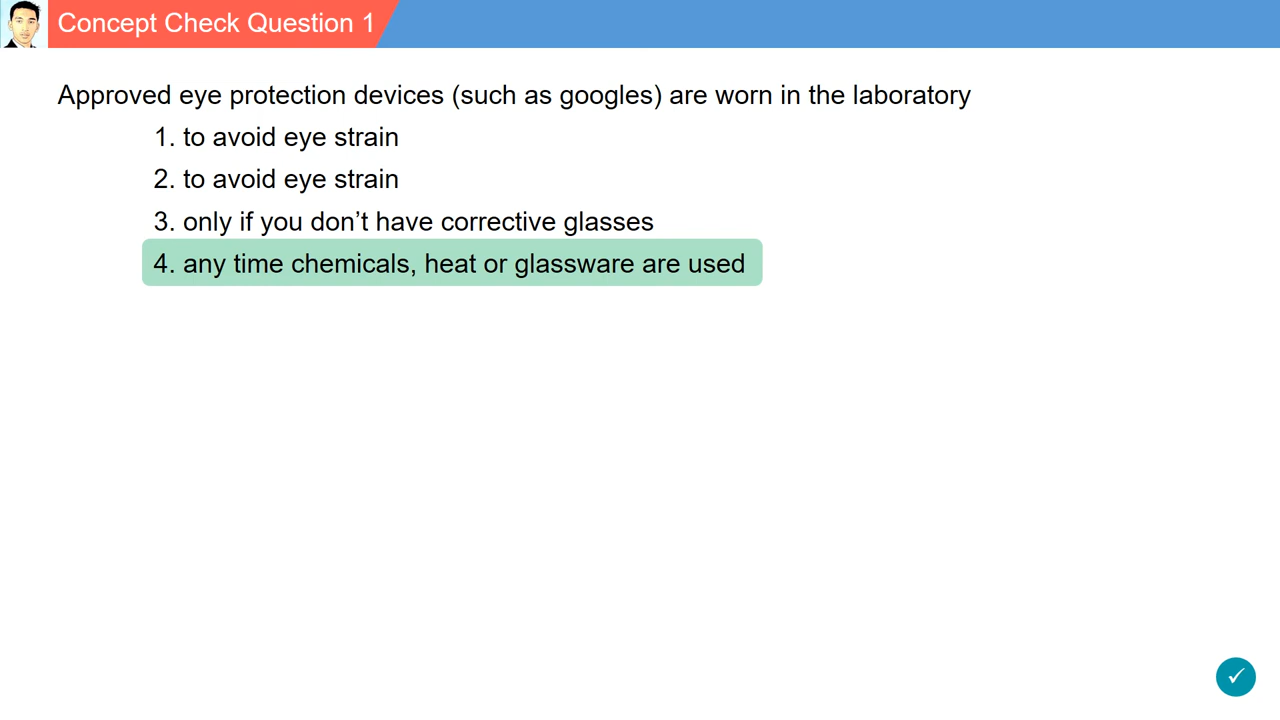 Concept Check Question 1
Approved eye protection devices (such as googles) are worn in the laboratory
1. to avoid eye strain
2. to avoid eye strain
3. only if you don’t have corrective glasses
4. any time chemicals, heat or glassware are used